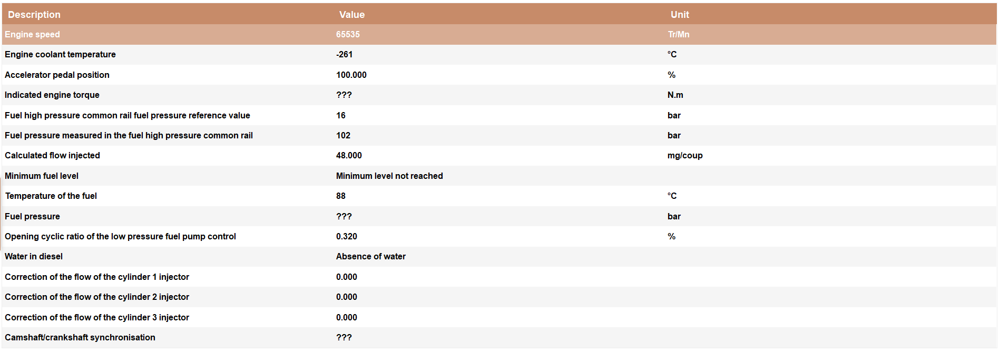 Description Value Unit
Engine speed 65535 Tr/Mn
Engine coolant temperature -261 °C
Accelerator pedal position 100.000 %
Indicated engine torque ??? N.m
Fuel high pressure common rail fuel pressure reference value 16 bar
Fuel pressure measured in the fuel high pressure common rail 102 bar
Calculated flow injected 48.000 mg/coup
Minimum fuel level Minimum level not reached
Temperature of the fuel 88 °C
Fuel pressure ??? bar
Opening cyclic ratio of the low pressure fuel pump control 0.320 %
Water in diesel Absence of water
Correction of the flow of the cylinder 1 injector 0.000
Correction of the flow of the cylinder 2 injector 0.000
Correction of the flow of the cylinder 3 injector 0.000
Camshaft/crankshaft synchronisation ???